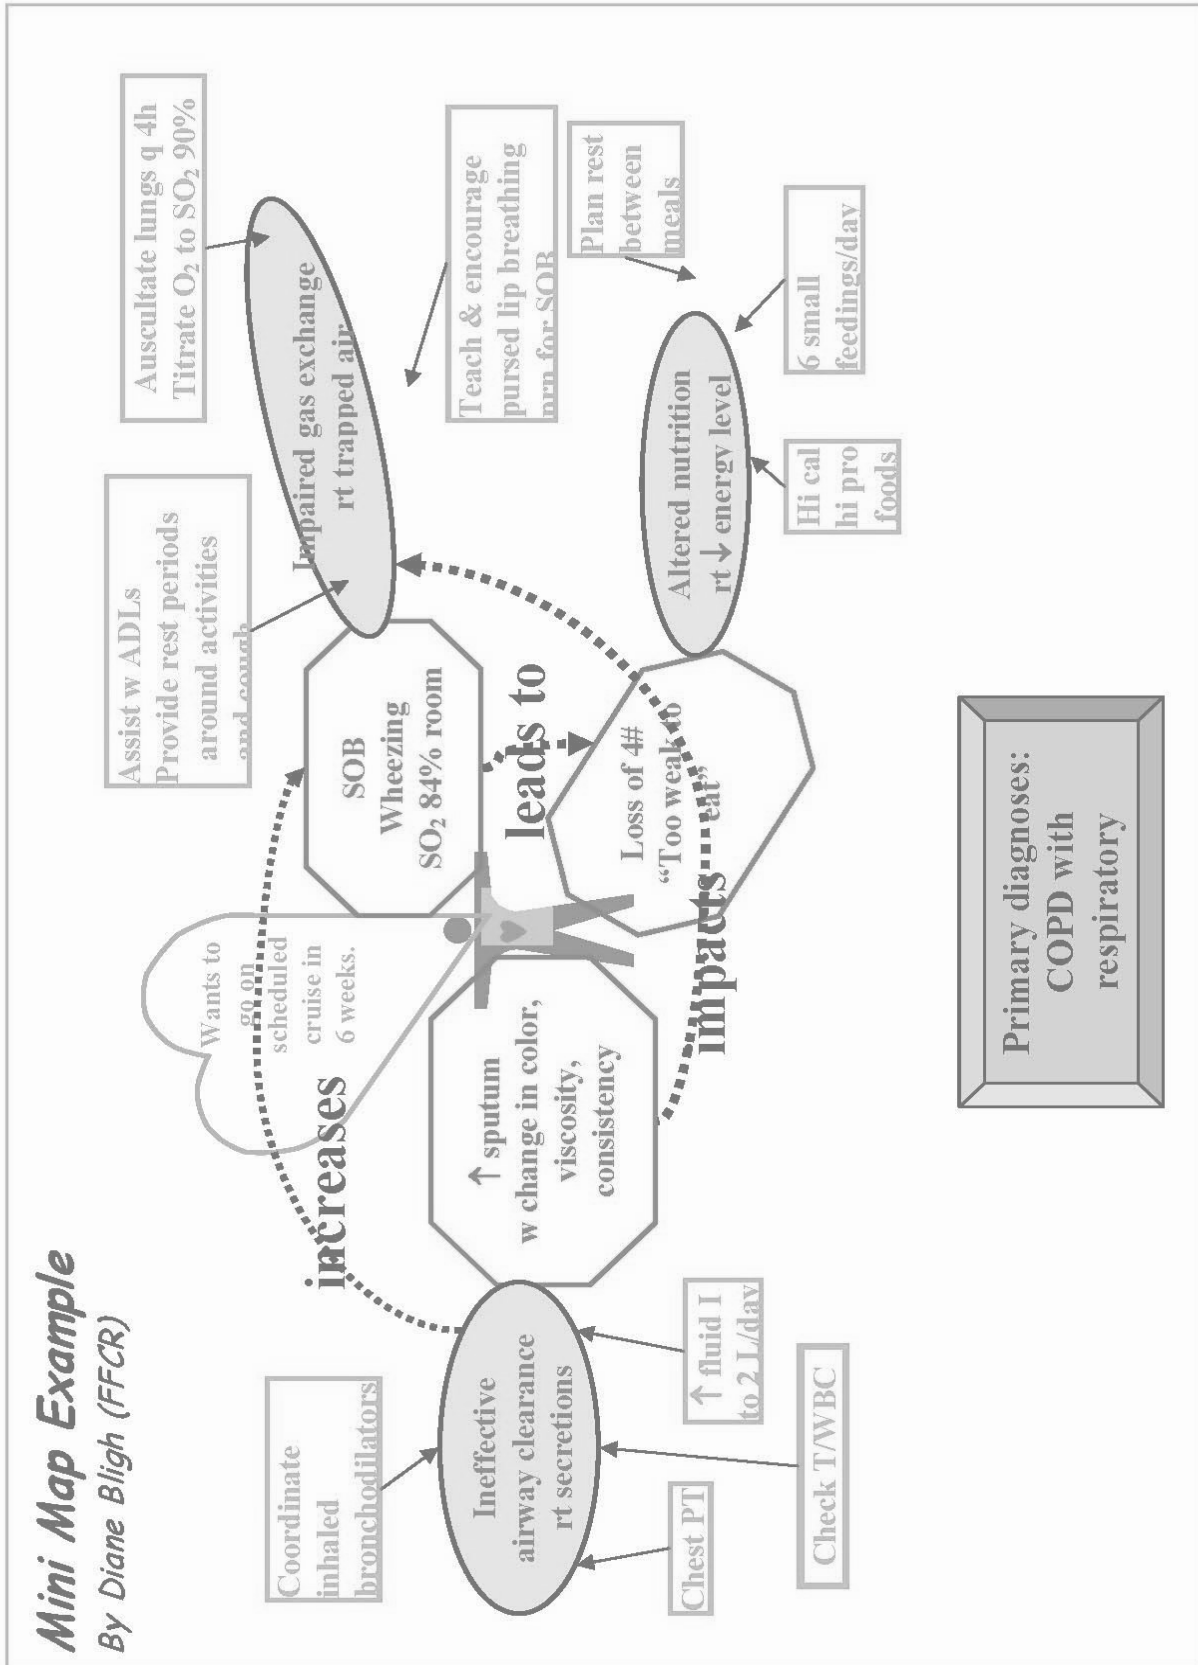 Mini Map Example
By Diane Bligh (FFCR)
Coordinate
inhaled
bronchodilators
Ineffective
airway clearance
rt secretions
Chest PT
Check T/WBC
↑ fluid I
to 2 L/day
increases
↑ sputum
w change in color,
viscosity,
consistency
impacts
Wants to
go on
scheduled
cruise in
6 weeks.
SOB
Wheezing
SO₂ 84% room
leads to
Loss of 4#
“Too weak to
eat”
Assist w ADLs
Provide rest periods
around activities
and cough
Impaired gas exchange
rt trapped air
Auscultate lungs q 4h
Titrate O₂ to SO₂ 90%
Teach & encourage
pursed lip breathing
prn for SOB
Plan rest
between
meals
Altered nutrition
rt ↓ energy level
6 small
feedings/day
Hi cal
hi pro
foods
Primary diagnoses:
COPD with
respiratory